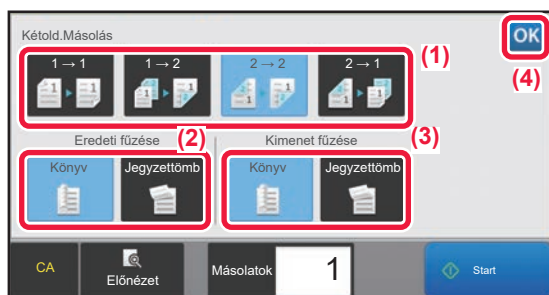 Kétold.Másolás
OK
(4)
1 → 1
1 → 2
2 → 2
2 → 1
(1)
Eredeti fűzése
(2)
Kimenet fűzése
(3)
Könyv
Jegyzettömb
Könyv
Jegyzettömb
CA
Előnézet
Másolatok
1
Start